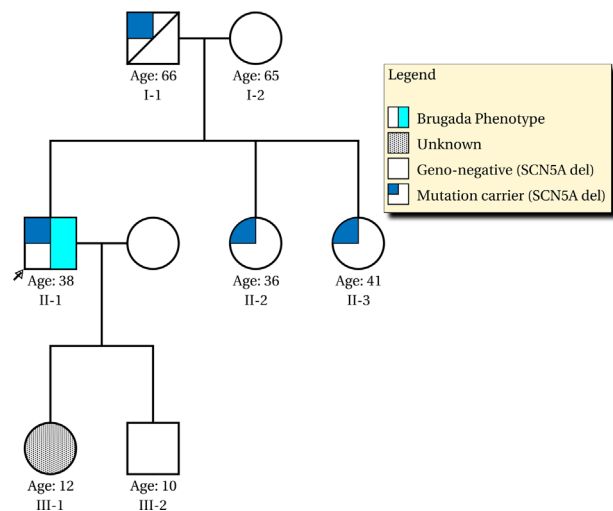 Age: 66
I-1
Age: 65
I-2
Legend
Brugada Phenotype
Unknown
Geno-negative (SCN5A del)
Mutation carrier (SCN5A del)
Age: 38
II-1
Age: 36
II-2
Age: 41
II-3
Age: 12
III-1
Age: 10
III-2